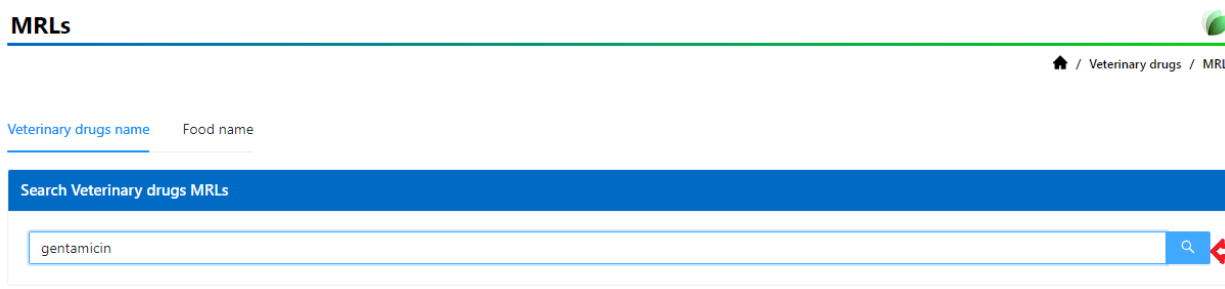 MRLs
/ Veterinary drugs / MRL
Veterinary drugs name Food name
Search Veterinary drugs MRLs
gentamicin